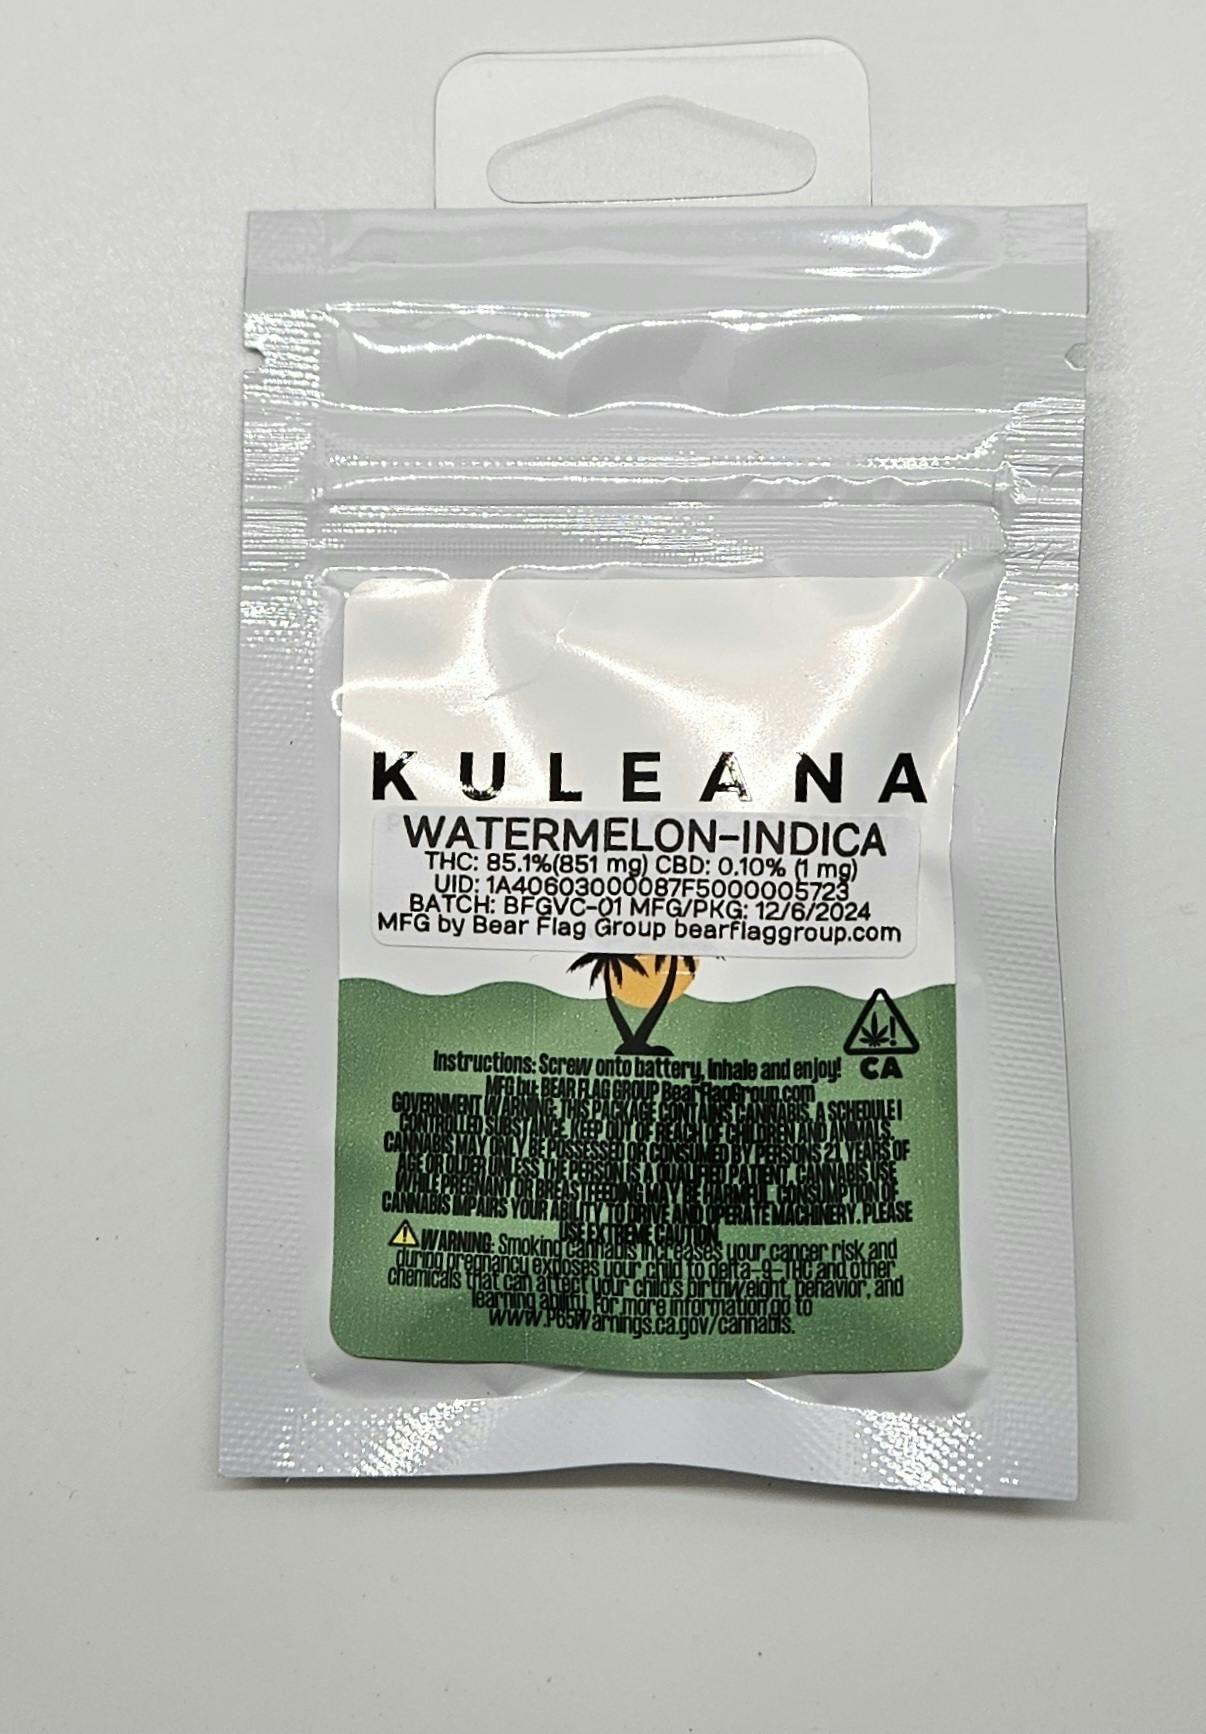 KULEANA
WATERMELON-INDICA
THC: 85.1%(851 mg) CBD: 0.10% (1 mg)
UID: 1A40603000087F5000005723
BATCH: BFGVC-01 MFG/PKG: 12/6/2024
MFG by Bear Flag Group bearflaggroup.com
Instructions: Screw onto battery, inhale and enjoy!
CA
MFG by: BEAR FLAG GROUP BearFlagGroup.com
GOVERNMENT WARNING: THIS PACKAGE CONTAINS CANNABIS, A SCHEDULE I
CONTROLLED SUBSTANCE. KEEP OUT OF REACH OF CHILDREN AND ANIMALS.
CANNABIS MAY ONLY BE POSSESSED OR CONSUMED BY PERSONS 21 YEARS OF
AGE OR OLDER UNLESS THE PERSON IS A QUALIFIED PATIENT. CANNABIS USE
WHILE PREGNANT OR BREASTFEEDING MAY BE HARMFUL. CONSUMPTION OF
CANNABIS IMPAIRS YOUR ABILITY TO DRIVE AND OPERATE MACHINERY. PLEASE
USE EXTREME CAUTION.
WARNING: Smoking cannabis increases your cancer risk and
during pregnancy exposes your child to delta-9-THC and other
chemicals that can affect your child's birthweight, behavior, and
learning ability. For more information go to
www.P65Warnings.ca.gov/cannabis.